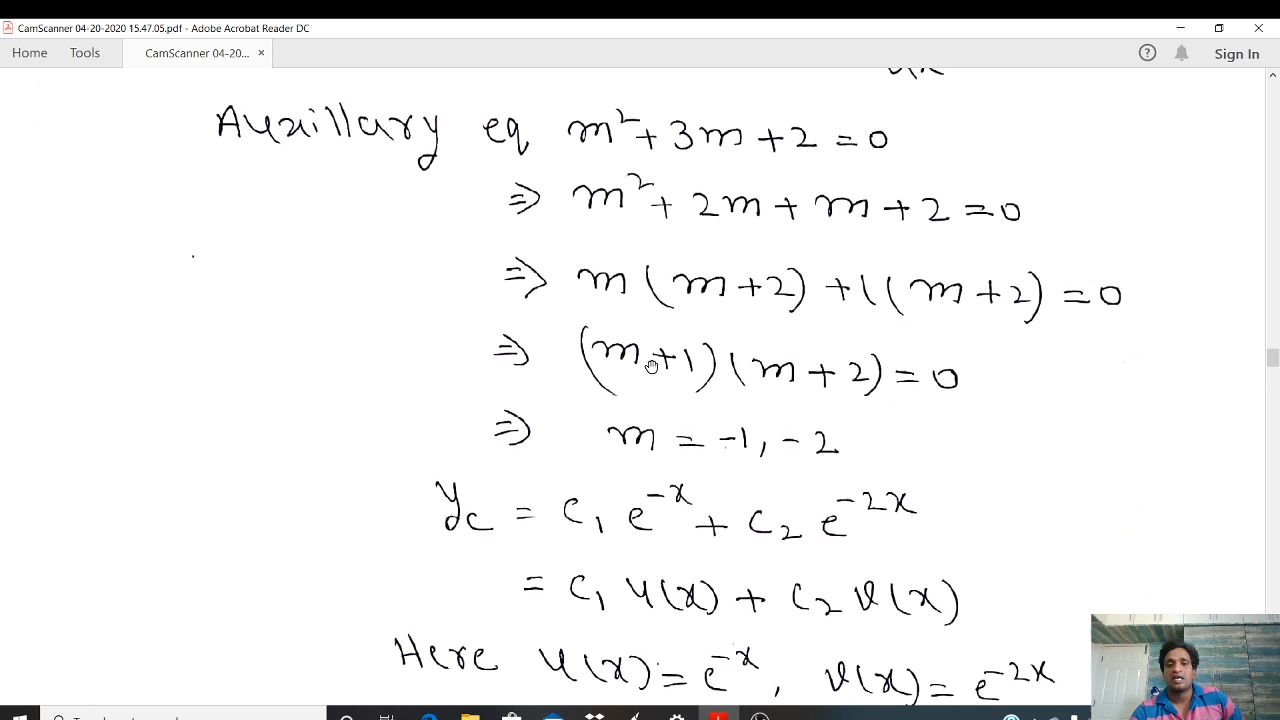 CamScanner 04-20-2020 15.47.05.pdf - Adobe Acrobat Reader DC
Home Tools CamScanner 04-20... × Sign In
Auxillary eq m²+3m+2=0
⇒ m²+2m+m+2=0
⇒ m(m+2)+1(m+2)=0
⇒ (m+1)(m+2)=0
⇒ m = -1, -2
y_c = c₁ e^{-x} + c₂ e^{-2x}
= c₁ u(x) + c₂ v(x)
Here u(x) = e^{-x}, v(x) = e^{-2x}